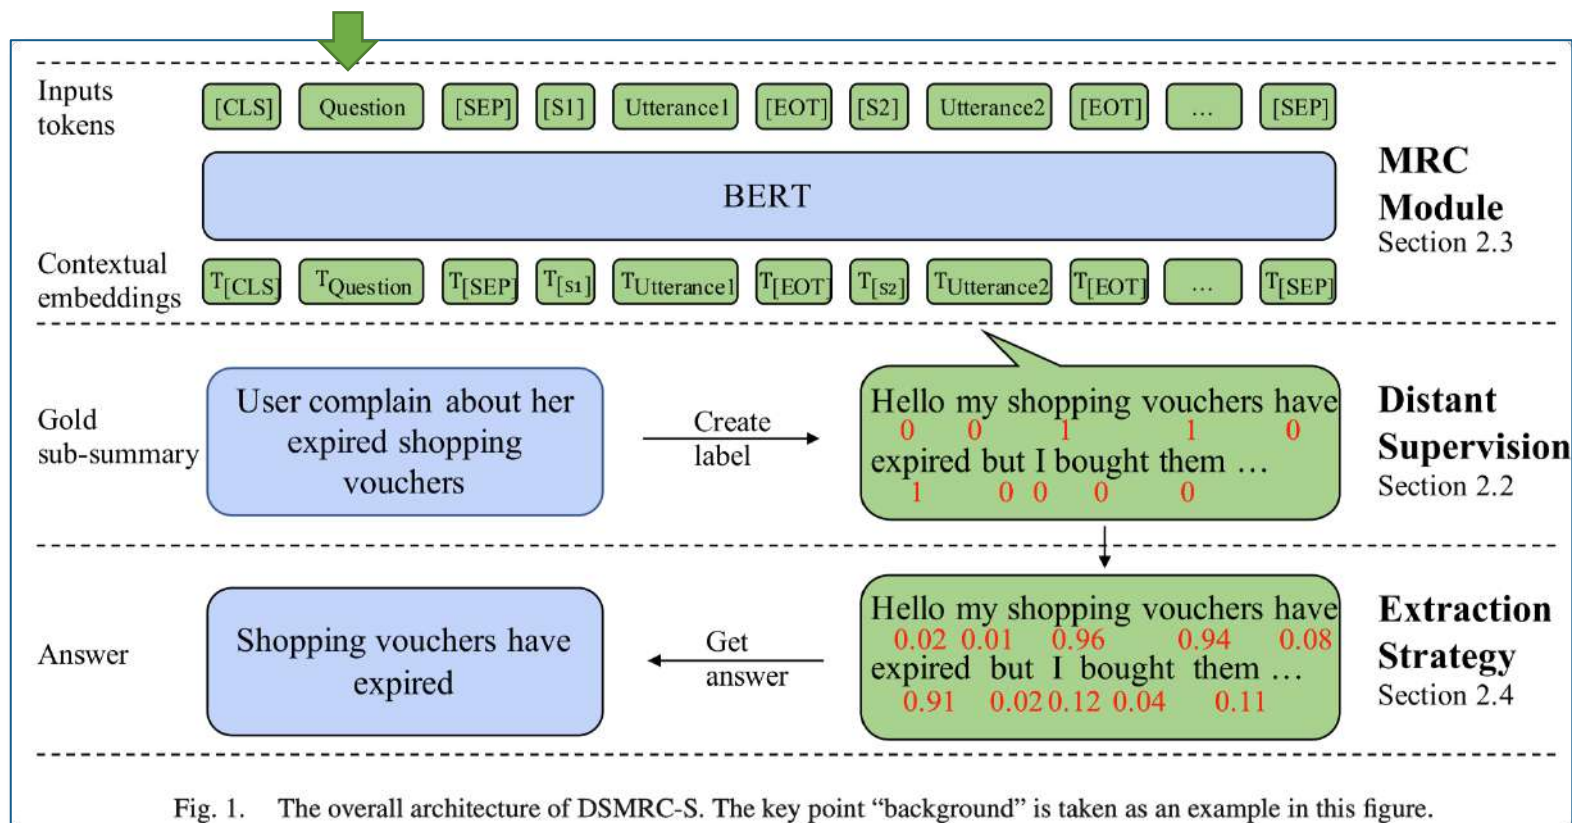 Inputs
tokens
[CLS] Question [SEP] [S1] Utterance1 [EOT] [S2] Utterance2 [EOT] ... [SEP]
BERT
MRC
Module
Section 2.3
Contextual
embeddings
T[CLS] TQuestion T[SEP] T[S1] TUtterance1 T[EOT] T[S2] TUtterance2 T[EOT] ... T[SEP]
Gold
sub-summary
User complain about her
expired shopping
vouchers
Create
label
Hello my shopping vouchers have
0 0 1 1 0
expired but I bought them ...
1 0 0 0 0
Distant
Supervision
Section 2.2
Answer
Shopping vouchers have
expired
Get
answer
Hello my shopping vouchers have
0.02 0.01 0.96 0.94 0.08
expired but I bought them ...
0.91 0.02 0.12 0.04 0.11
Extraction
Strategy
Section 2.4
Fig. 1. The overall architecture of DSMRC-S. The key point “background” is taken as an example in this figure.